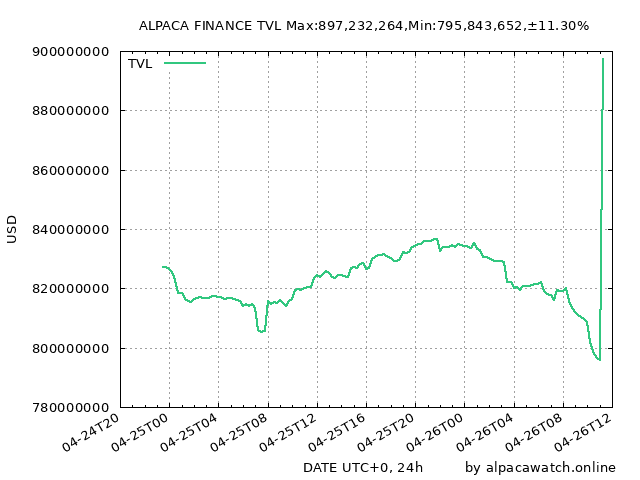 ALPACA FINANCE TVL Max:897,232,264,Min:795,843,652,±11.30%
900000000
TVL
880000000
860000000
840000000
USD
820000000
800000000
780000000
04-24T20 04-25T00 04-25T04 04-25T08 04-25T12 04-25T16 04-25T20 04-26T00 04-26T04 04-26T08 04-26T12
DATE UTC+0, 24h by alpacawatch.online